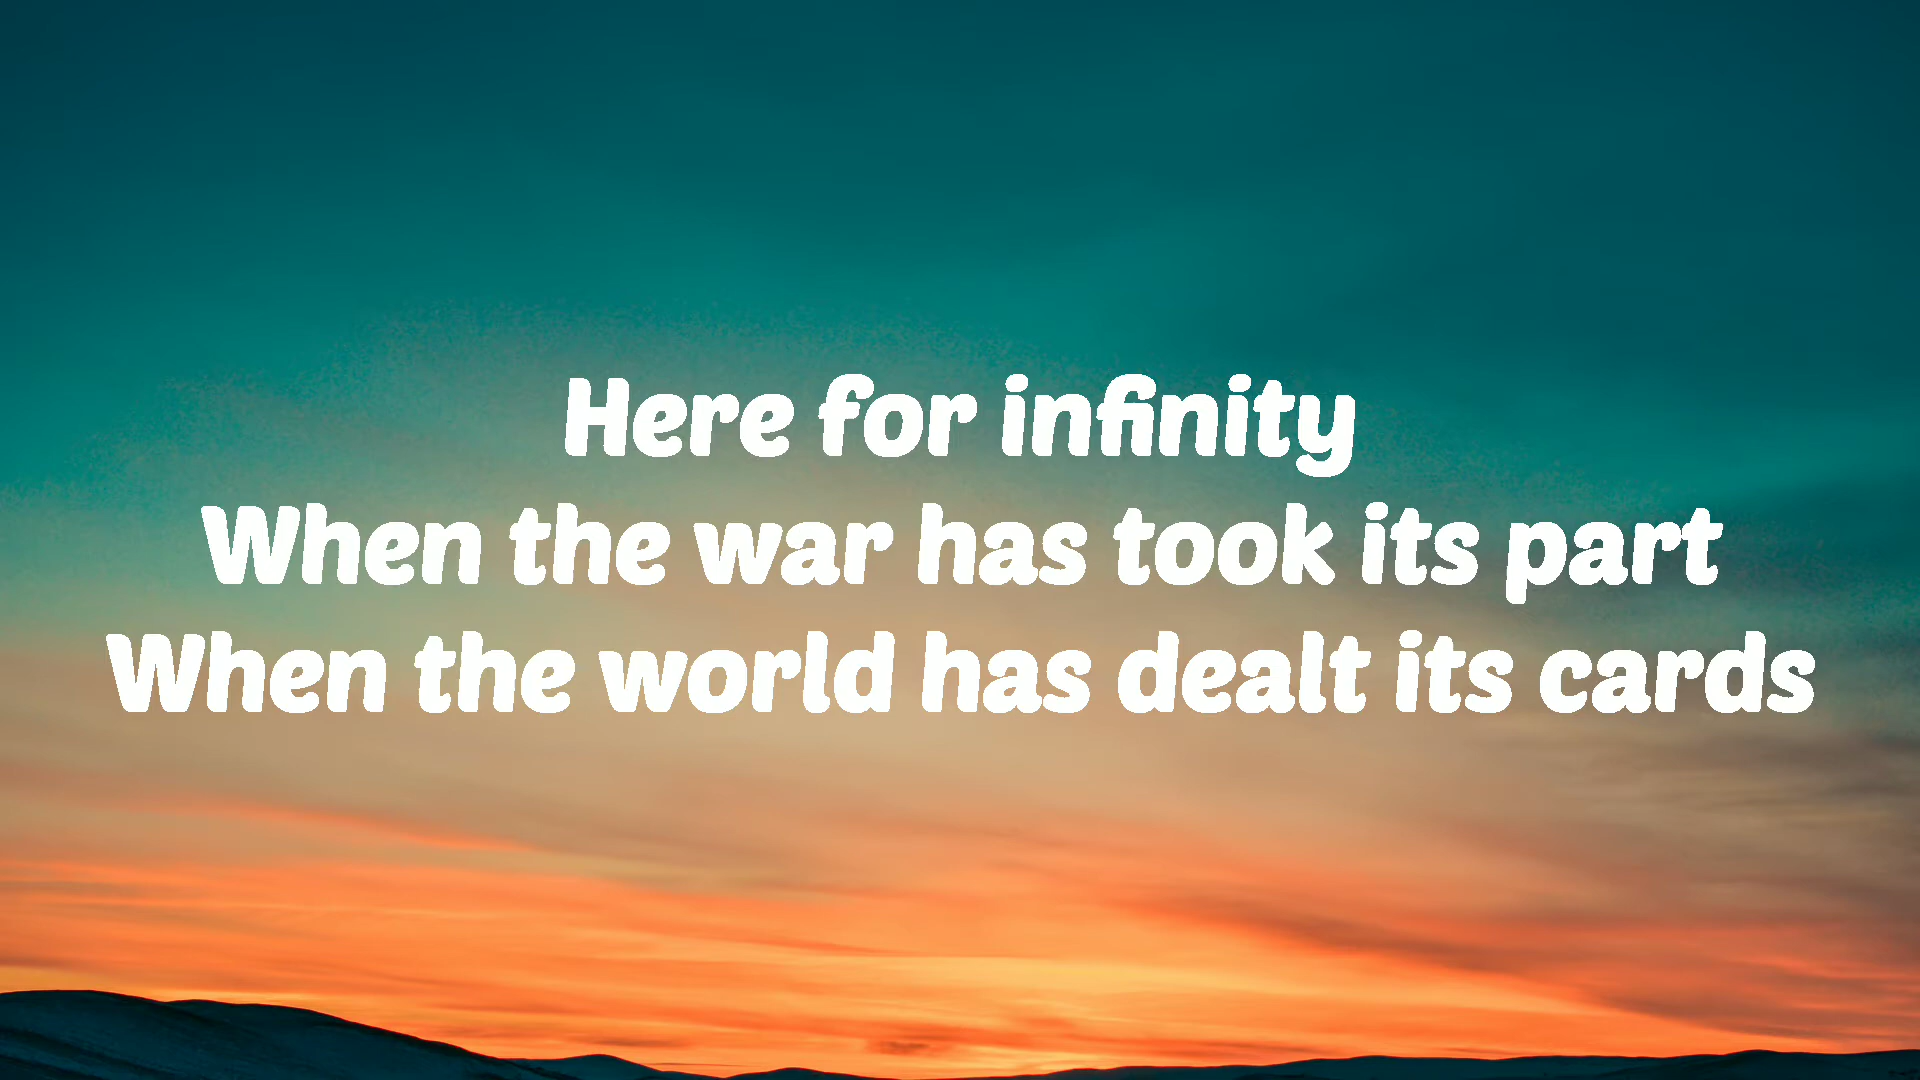 Here for infinity
When the war has took its part
When the world has dealt its cards